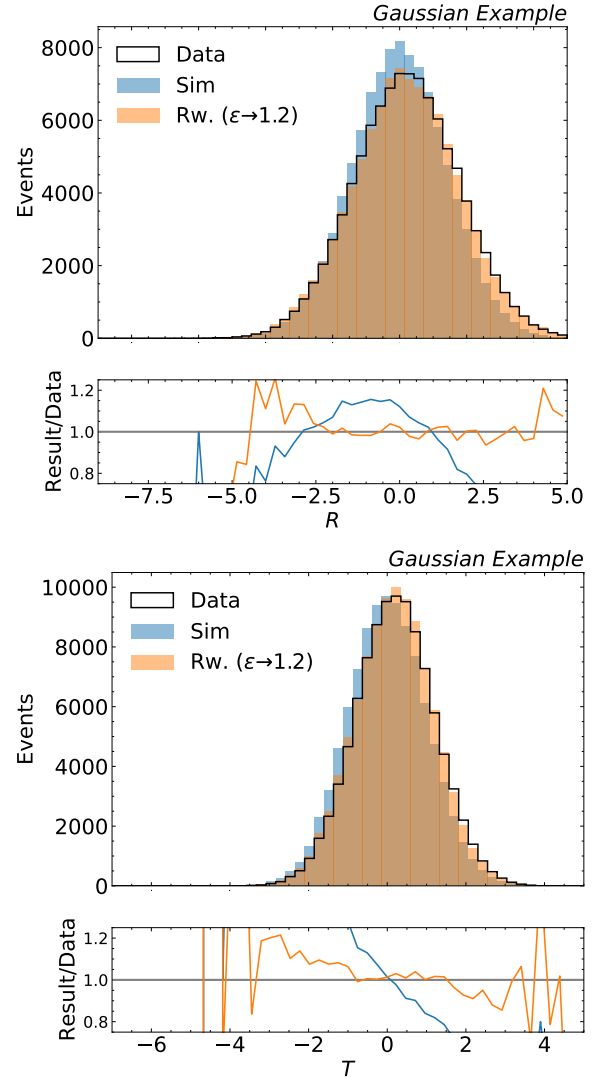 Gaussian Example
8000
6000
4000
2000
0
Events
Data
Sim
Rw. (ε→1.2)
1.2
1.0
0.8
Result/Data
−7.5 −5.0 −2.5 0.0 2.5 5.0
R
Gaussian Example
10000
8000
6000
4000
2000
0
Events
Data
Sim
Rw. (ε→1.2)
1.2
1.0
0.8
Result/Data
−6 −4 −2 0 2 4
T